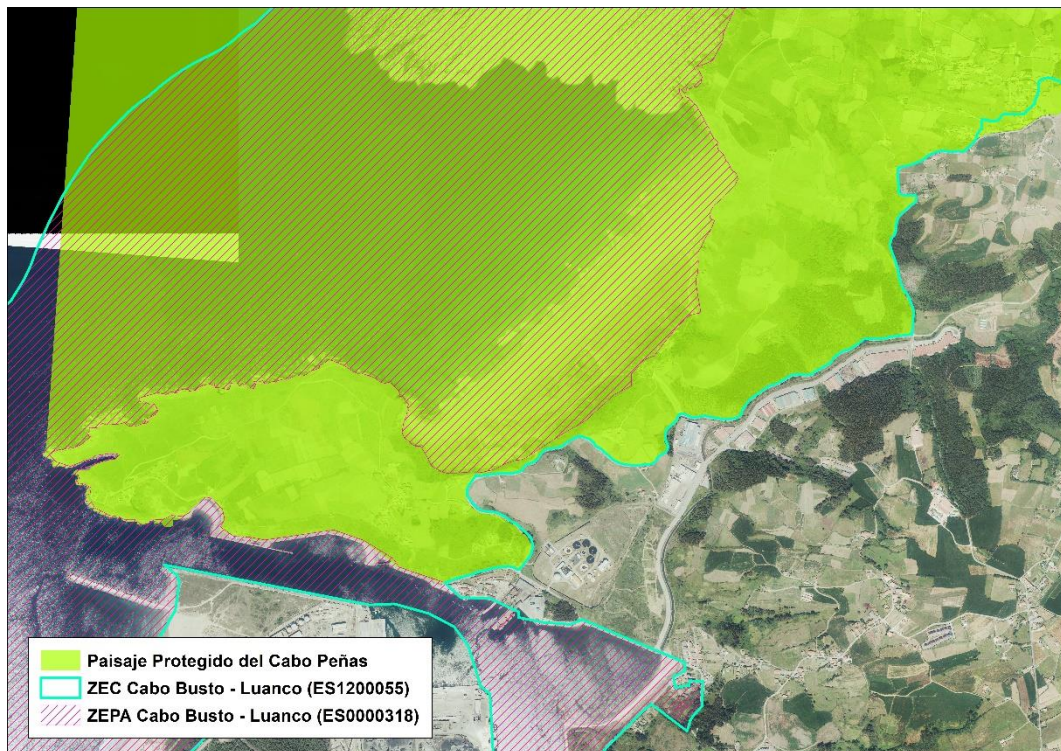 Paisaje Protegido del Cabo Peñas
ZEC Cabo Busto - Luanco (ES1200055)
ZEPA Cabo Busto - Luanco (ES0000318)